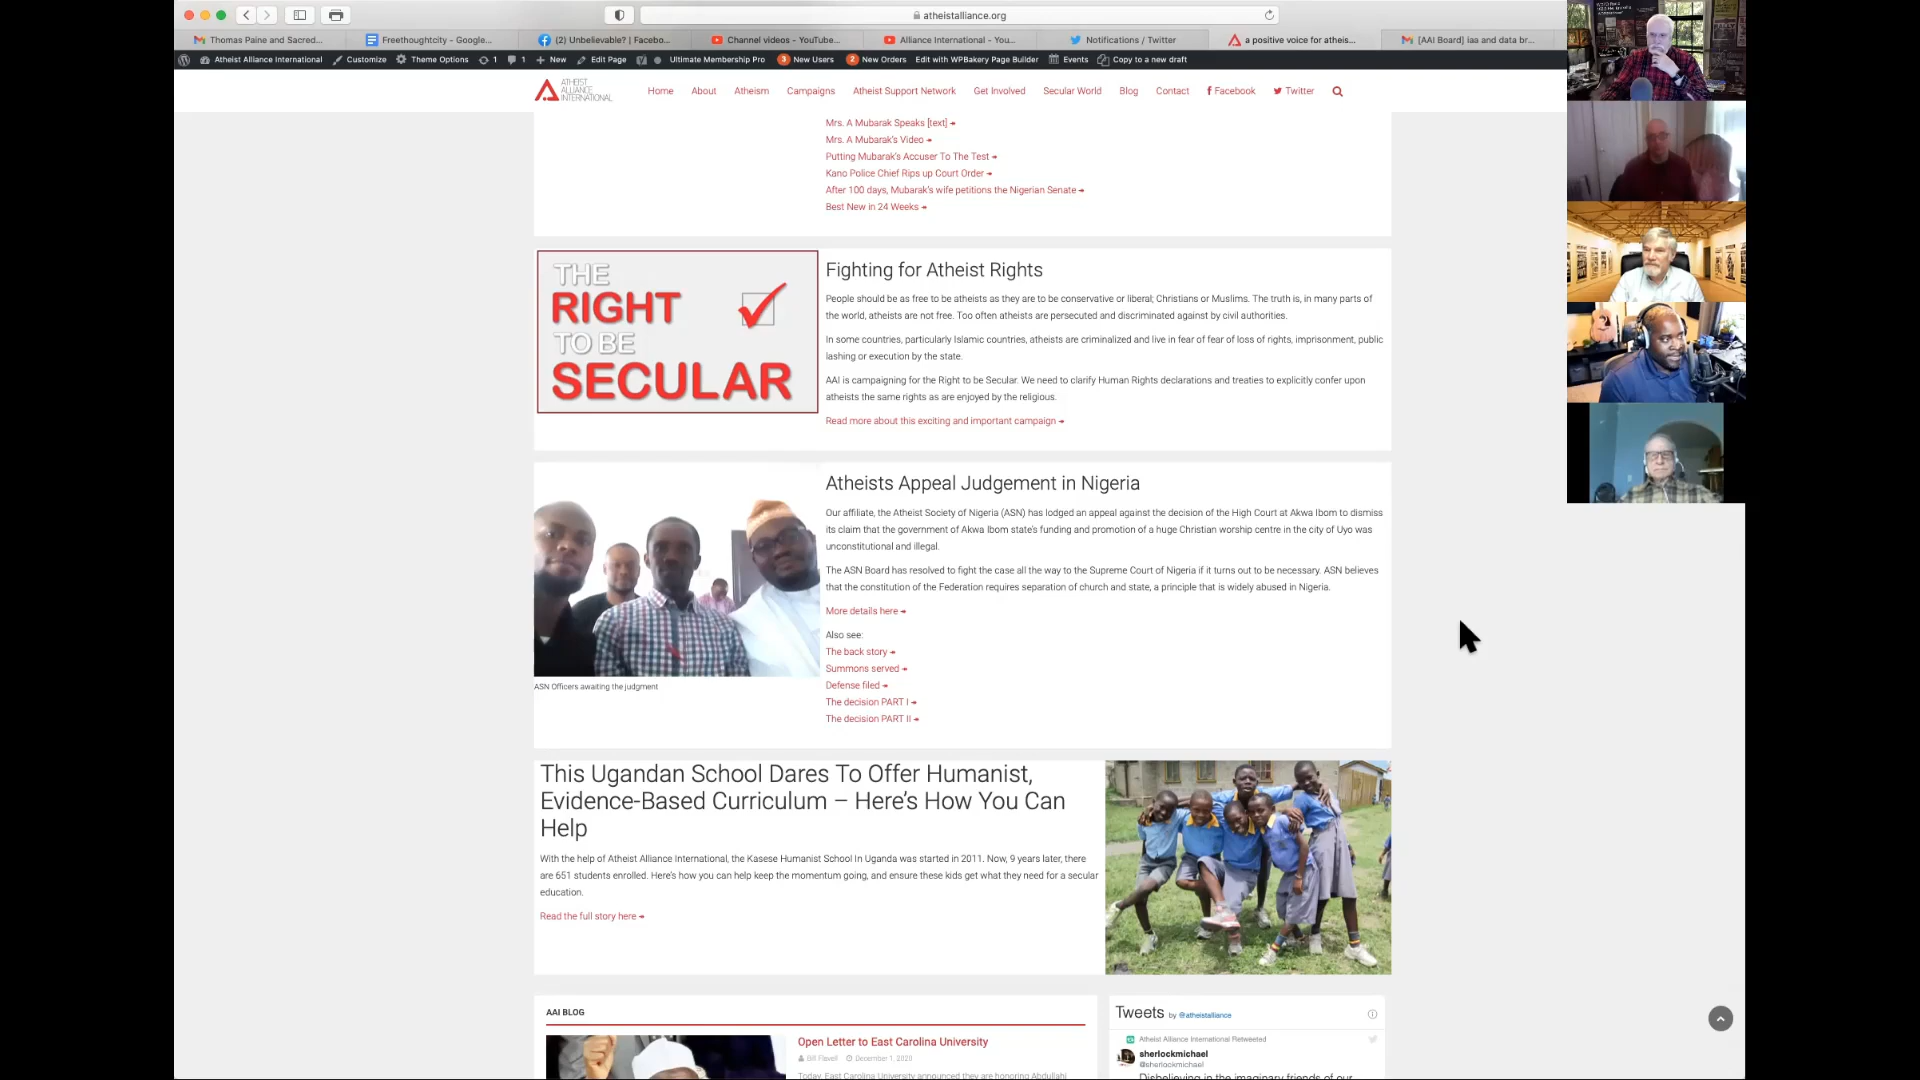 atheistalliance.org
Thomas Paine and Sacred...
Freethoughtcity - Google...
(2) Unbelievable? | Facebo...
Channel videos - YouTube...
Alliance International - You...
Notifications / Twitter
a positive voice for atheis...
[AAI Board] iaa and data br...
Atheist Alliance International
Customize
Theme Options
1
1
New
Edit Page
Ultimate Membership Pro
3 New Users
2 New Orders
Edit with WPBakery Page Builder
Events
Copy to a new draft
ATHEIST
ALLIANCE
INTERNATIONAL
Home About Atheism Campaigns Atheist Support Network Get Involved Secular World Blog Contact Facebook Twitter
Mrs. A Mubarak Speaks [text]
Mrs. A Mubarak's Video
Putting Mubarak's Accuser To The Test
Kano Police Chief Rips up Court Order
After 100 days, Mubarak's wife petitions the Nigerian Senate
Best New in 24 Weeks
THE
RIGHT
TO BE
SECULAR
Fighting for Atheist Rights
People should be as free to be atheists as they are to be conservative or liberal; Christians or Muslims. The truth is, in many parts of
the world, atheists are not free. Too often atheists are persecuted and discriminated against by civil authorities.
In some countries, particularly Islamic countries, atheists are criminalized and live in fear of fear of loss of rights, imprisonment, public
lashing or execution by the state.
AAI is campaigning for the Right to be Secular. We need to clarify Human Rights declarations and treaties to explicitly confer upon
atheists the same rights as are enjoyed by the religious.
Read more about this exciting and important campaign
Atheists Appeal Judgement in Nigeria
Our affiliate, the Atheist Society of Nigeria (ASN) has lodged an appeal against the decision of the High Court at Akwa Ibom to dismiss
its claim that the government of Akwa Ibom state's funding and promotion of a huge Christian worship centre in the city of Uyo was
unconstitutional and illegal.
The ASN Board has resolved to fight the case all the way to the Supreme Court of Nigeria if it turns out to be necessary. ASN believes
that the constitution of the Federation requires separation of church and state, a principle that is widely abused in Nigeria.
More details here
Also see:
The back story
Summons served
Defense filed
The decision PART I
The decision PART II
ASN Officers awaiting the judgment
This Ugandan School Dares To Offer Humanist,
Evidence-Based Curriculum – Here's How You Can
Help
With the help of Atheist Alliance International, the Kasese Humanist School In Uganda was started in 2011. Now, 9 years later, there
are 651 students enrolled. Here's how you can help keep the momentum going, and ensure these kids get what they need for a secular
education.
Read the full story here
AAI BLOG
Open Letter to East Carolina University
Bill Flavell December 1, 2020
Today, East Carolina University announced they are honoring Abdullahi
Tweets by @atheistalliance
Atheist Alliance International Retweeted
sherlockmichael
@sherlockmichael
Disbelieving in the imaginary friends of our